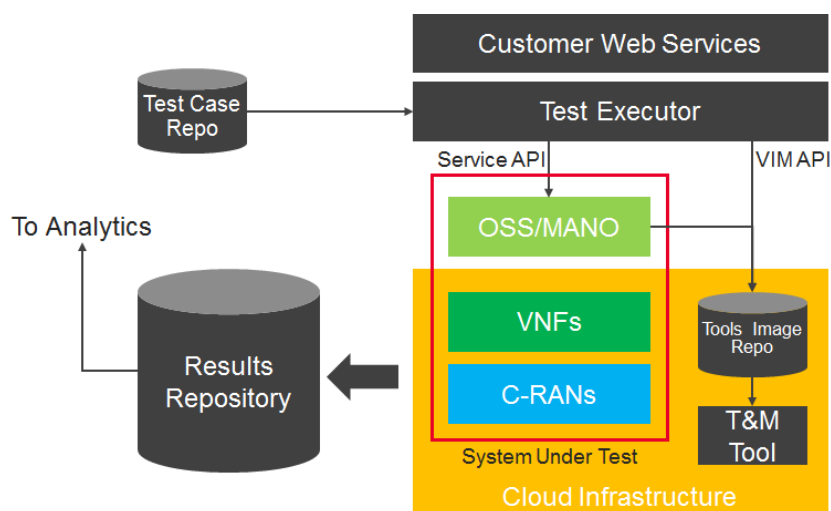 Customer Web Services
Test Case
Repo
Test Executor
Service API
VIM API
To Analytics
OSS/MANO
VNFs
Tools Image
Repo
Results
Repository
C-RANs
T&M
Tool
System Under Test
Cloud Infrastructure